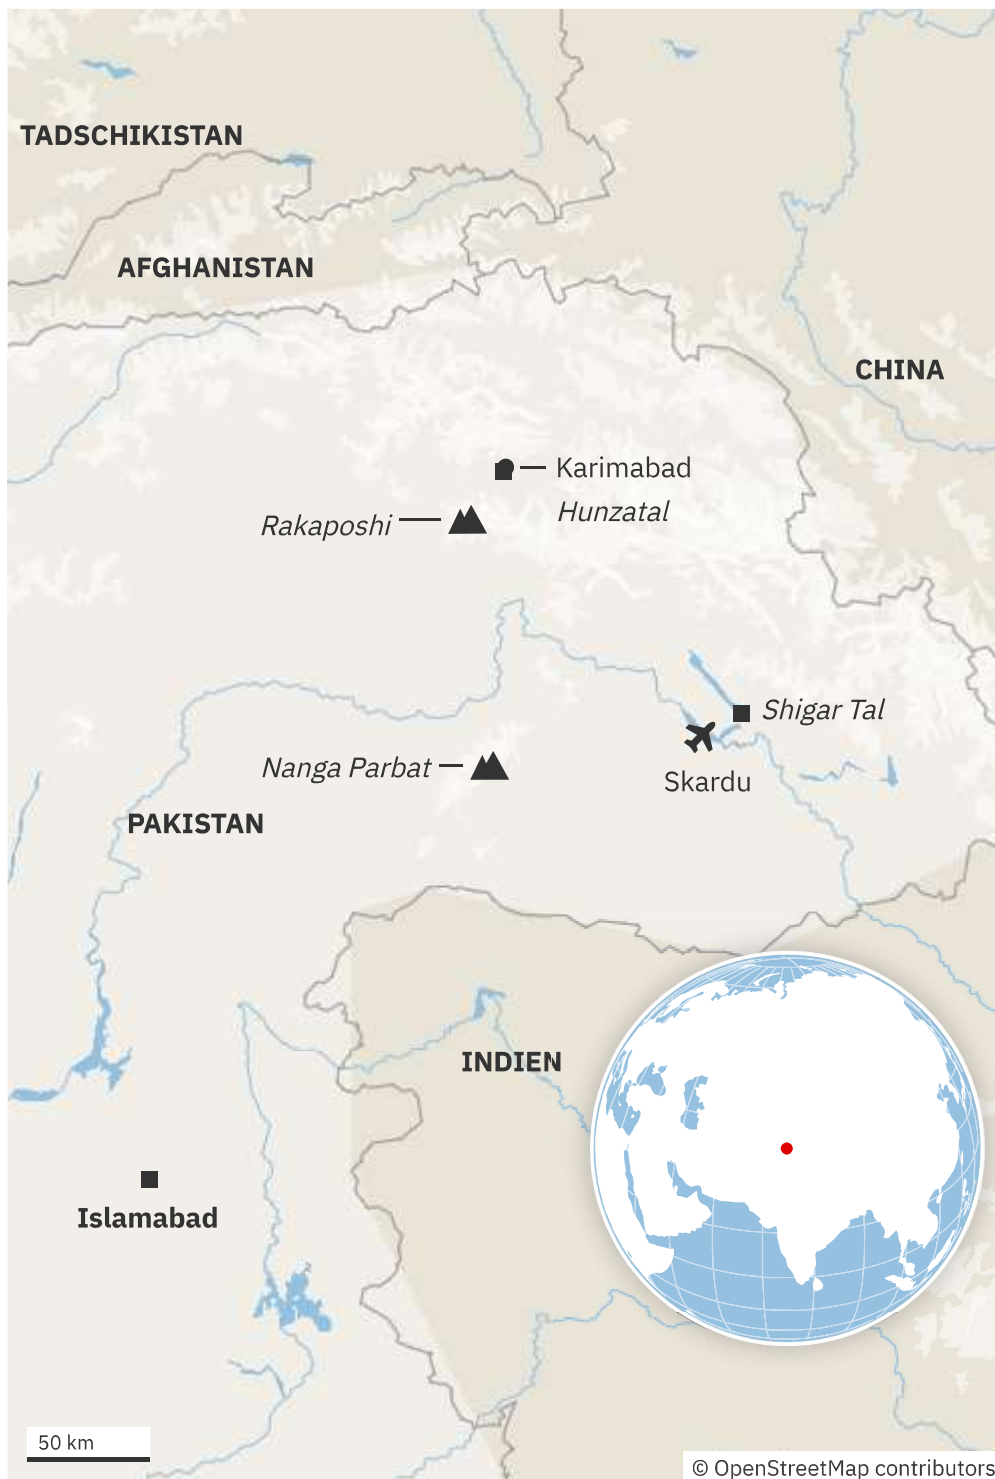 TADSCHIKISTAN
AFGHANISTAN
CHINA
Karimabad
Hunzatal
Rakaposhi
Shigar Tal
Nanga Parbat
Skardu
PAKISTAN
INDIEN
Islamabad
50 km
© OpenStreetMap contributors